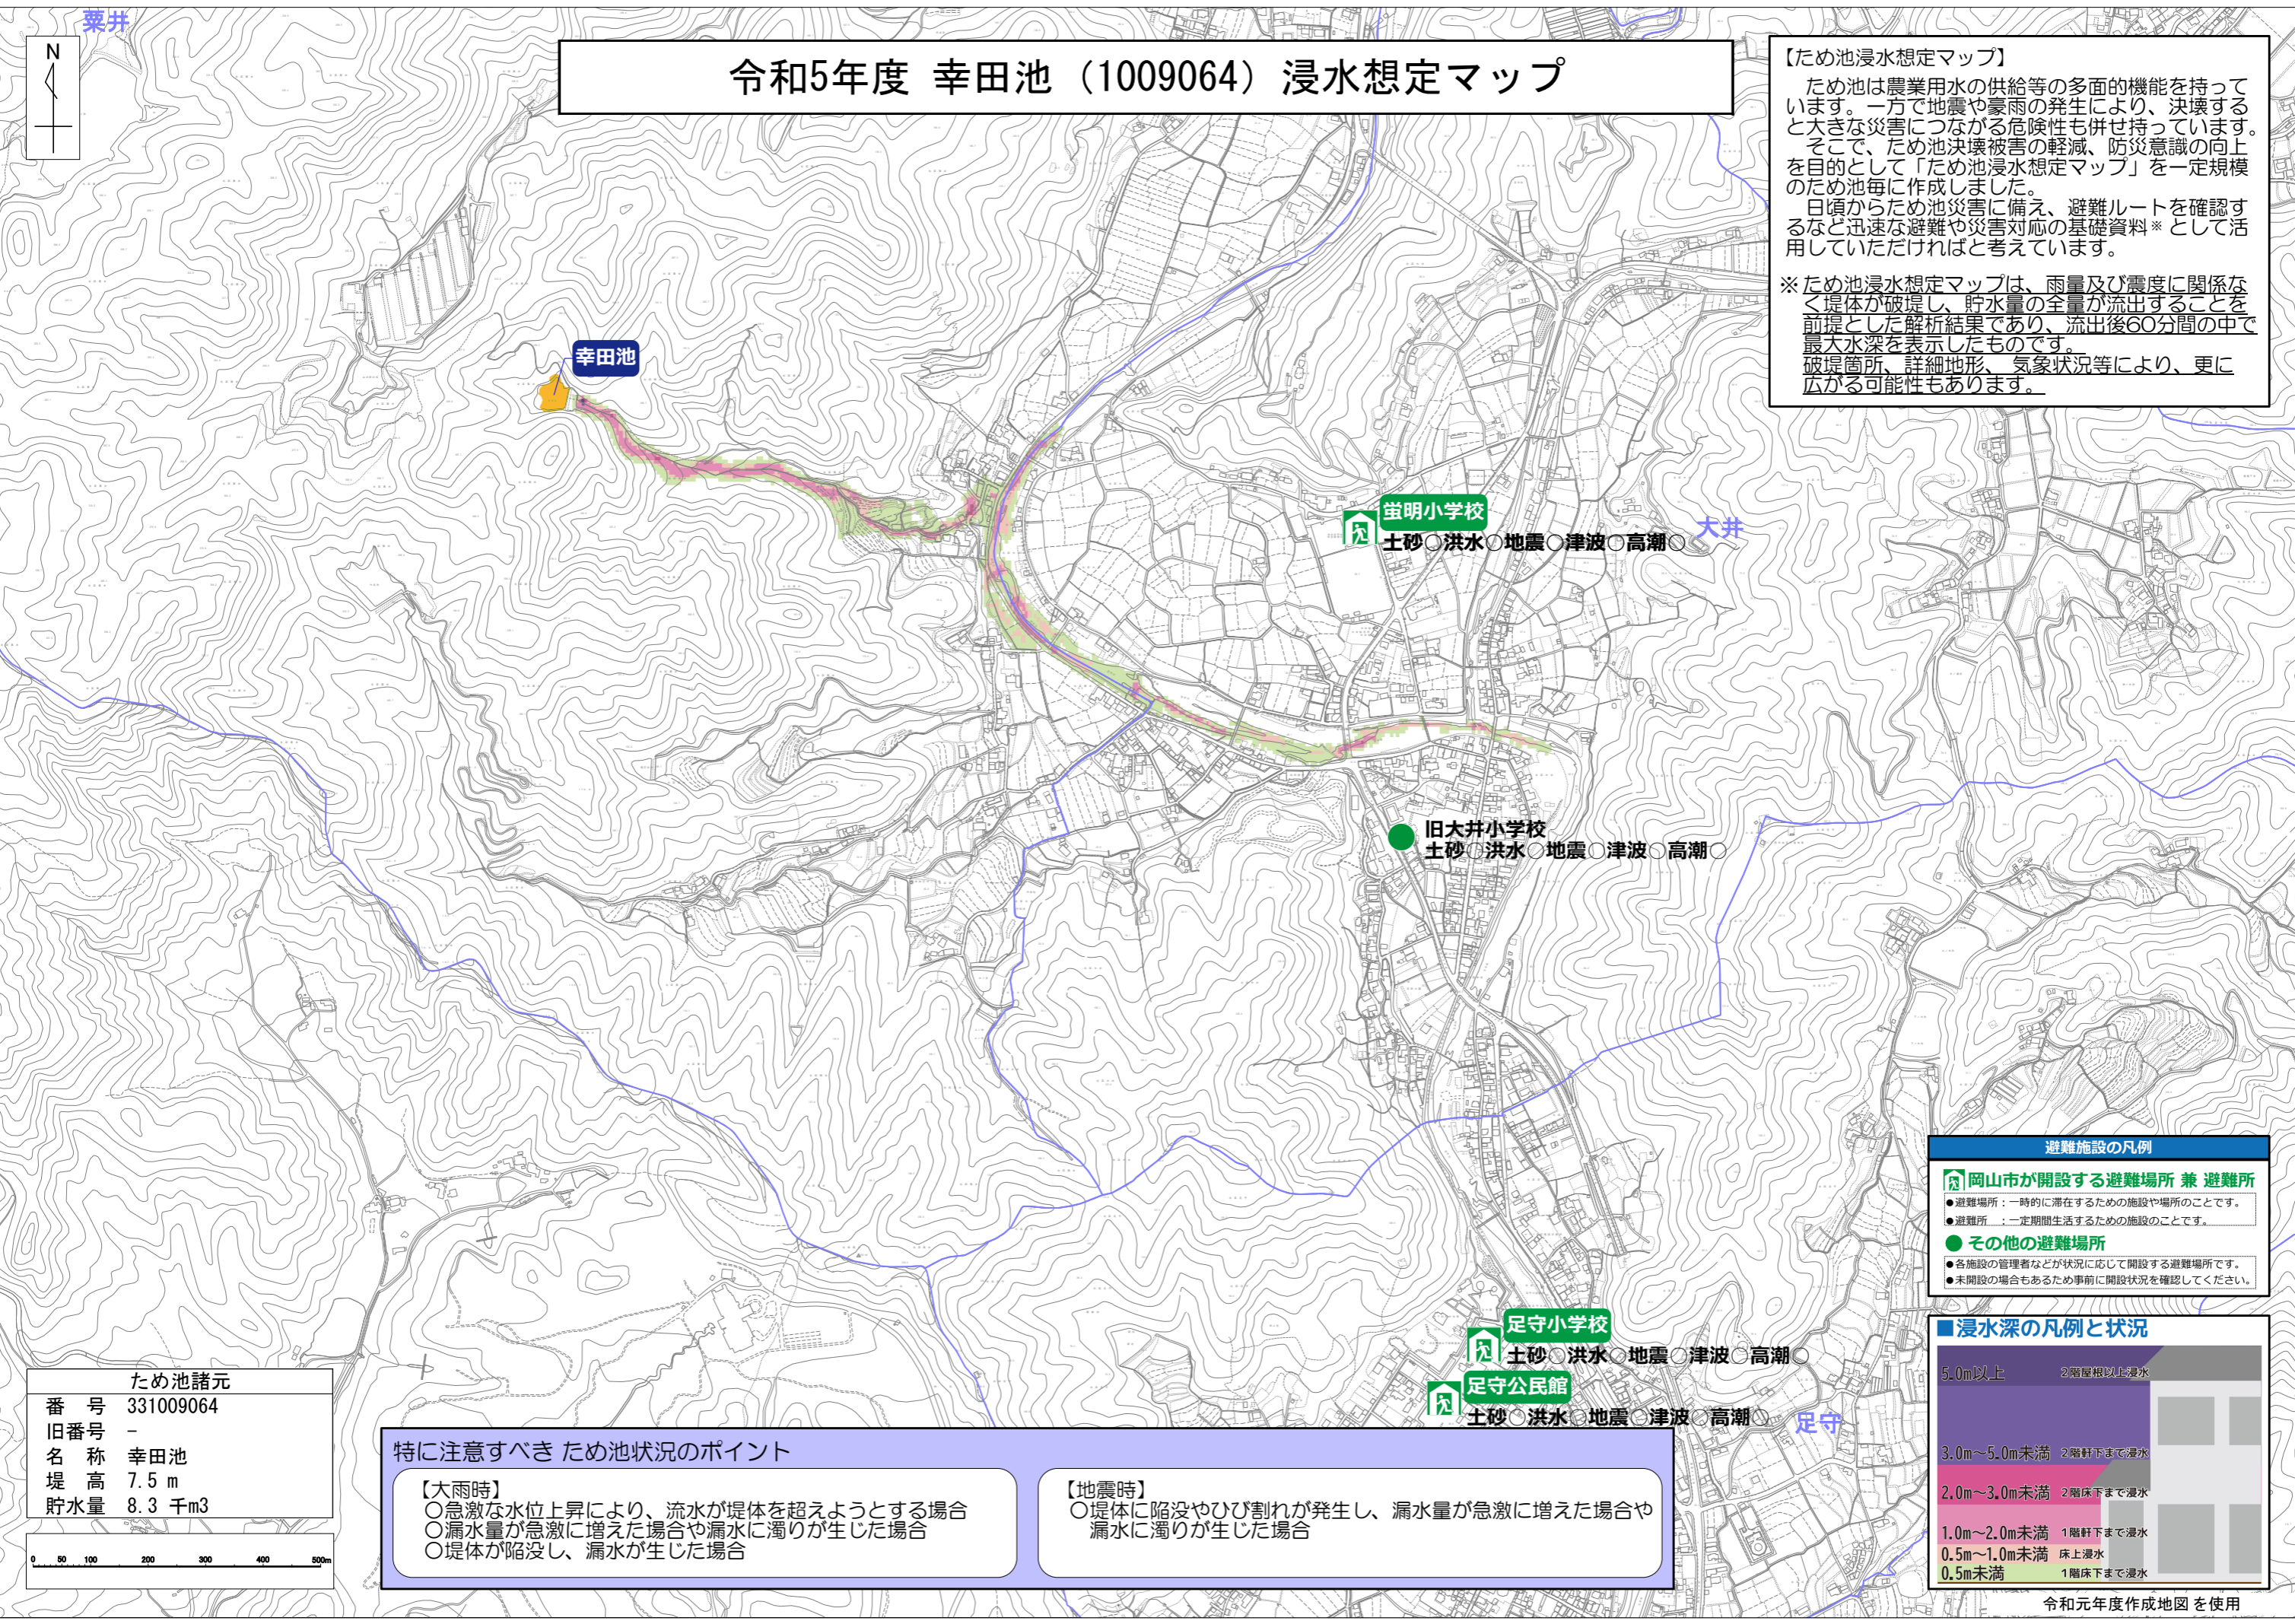 粟井
N
令和5年度 幸田池（1009064）浸水想定マップ
【ため池浸水想定マップ】
ため池は農業用水の供給等の多面的機能を持って
います。一方で地震や豪雨の発生により、決壊する
と大きな災害につながる危険性も併せ持っています。
そこで、ため池決壊被害の軽減、防災意識の向上
を目的として「ため池浸水想定マップ」を一定規模
のため池毎に作成しました。
日頃からため池災害に備え、避難ルートを確認す
るなど迅速な避難や災害対応の基礎資料※として活
用していただければと考えています。
※ため池浸水想定マップは、雨量及び震度に関係な
く堤体が破堤し、貯水量の全量が流出することを
前提とした解析結果であり、流出後60分間の中で
最大水深を表示したものです。
破堤箇所、詳細地形、気象状況等により、更に
広がる可能性もあります。
幸田池
蛍明小学校
土砂○洪水○地震○津波○高潮○
大井
旧大井小学校
土砂○洪水○地震○津波○高潮○
足守小学校
土砂○洪水○地震○津波○高潮○
足守公民館
土砂○洪水○地震○津波○高潮○
足守
避難施設の凡例
岡山市が開設する避難場所 兼 避難所
●避難場所：一時的に滞在するための施設や場所のことです。
●避難所　：一定期間生活するための施設のことです。
● その他の避難場所
●各施設の管理者などが状況に応じて開設する避難場所です。
●未開設の場合もあるため事前に開設状況を確認してください。
■浸水深の凡例と状況
5.0m以上 2階屋根以上浸水
3.0m～5.0m未満 2階軒下まで浸水
2.0m～3.0m未満 2階床下まで浸水
1.0m～2.0m未満 1階軒下まで浸水
0.5m～1.0m未満 床上浸水
0.5m未満 1階床下まで浸水
令和元年度作成地図を使用
ため池諸元
番　号 331009064
旧番号 -
名　称 幸田池
堤　高 7.5 m
貯水量 8.3 千m3
0 50 100 200 300 400 500m
特に注意すべき ため池状況のポイント
【大雨時】
○急激な水位上昇により、流水が堤体を超えようとする場合
○漏水量が急激に増えた場合や漏水に濁りが生じた場合
○堤体が陥没し、漏水が生じた場合
【地震時】
○堤体に陥没やひび割れが発生し、漏水量が急激に増えた場合や
漏水に濁りが生じた場合